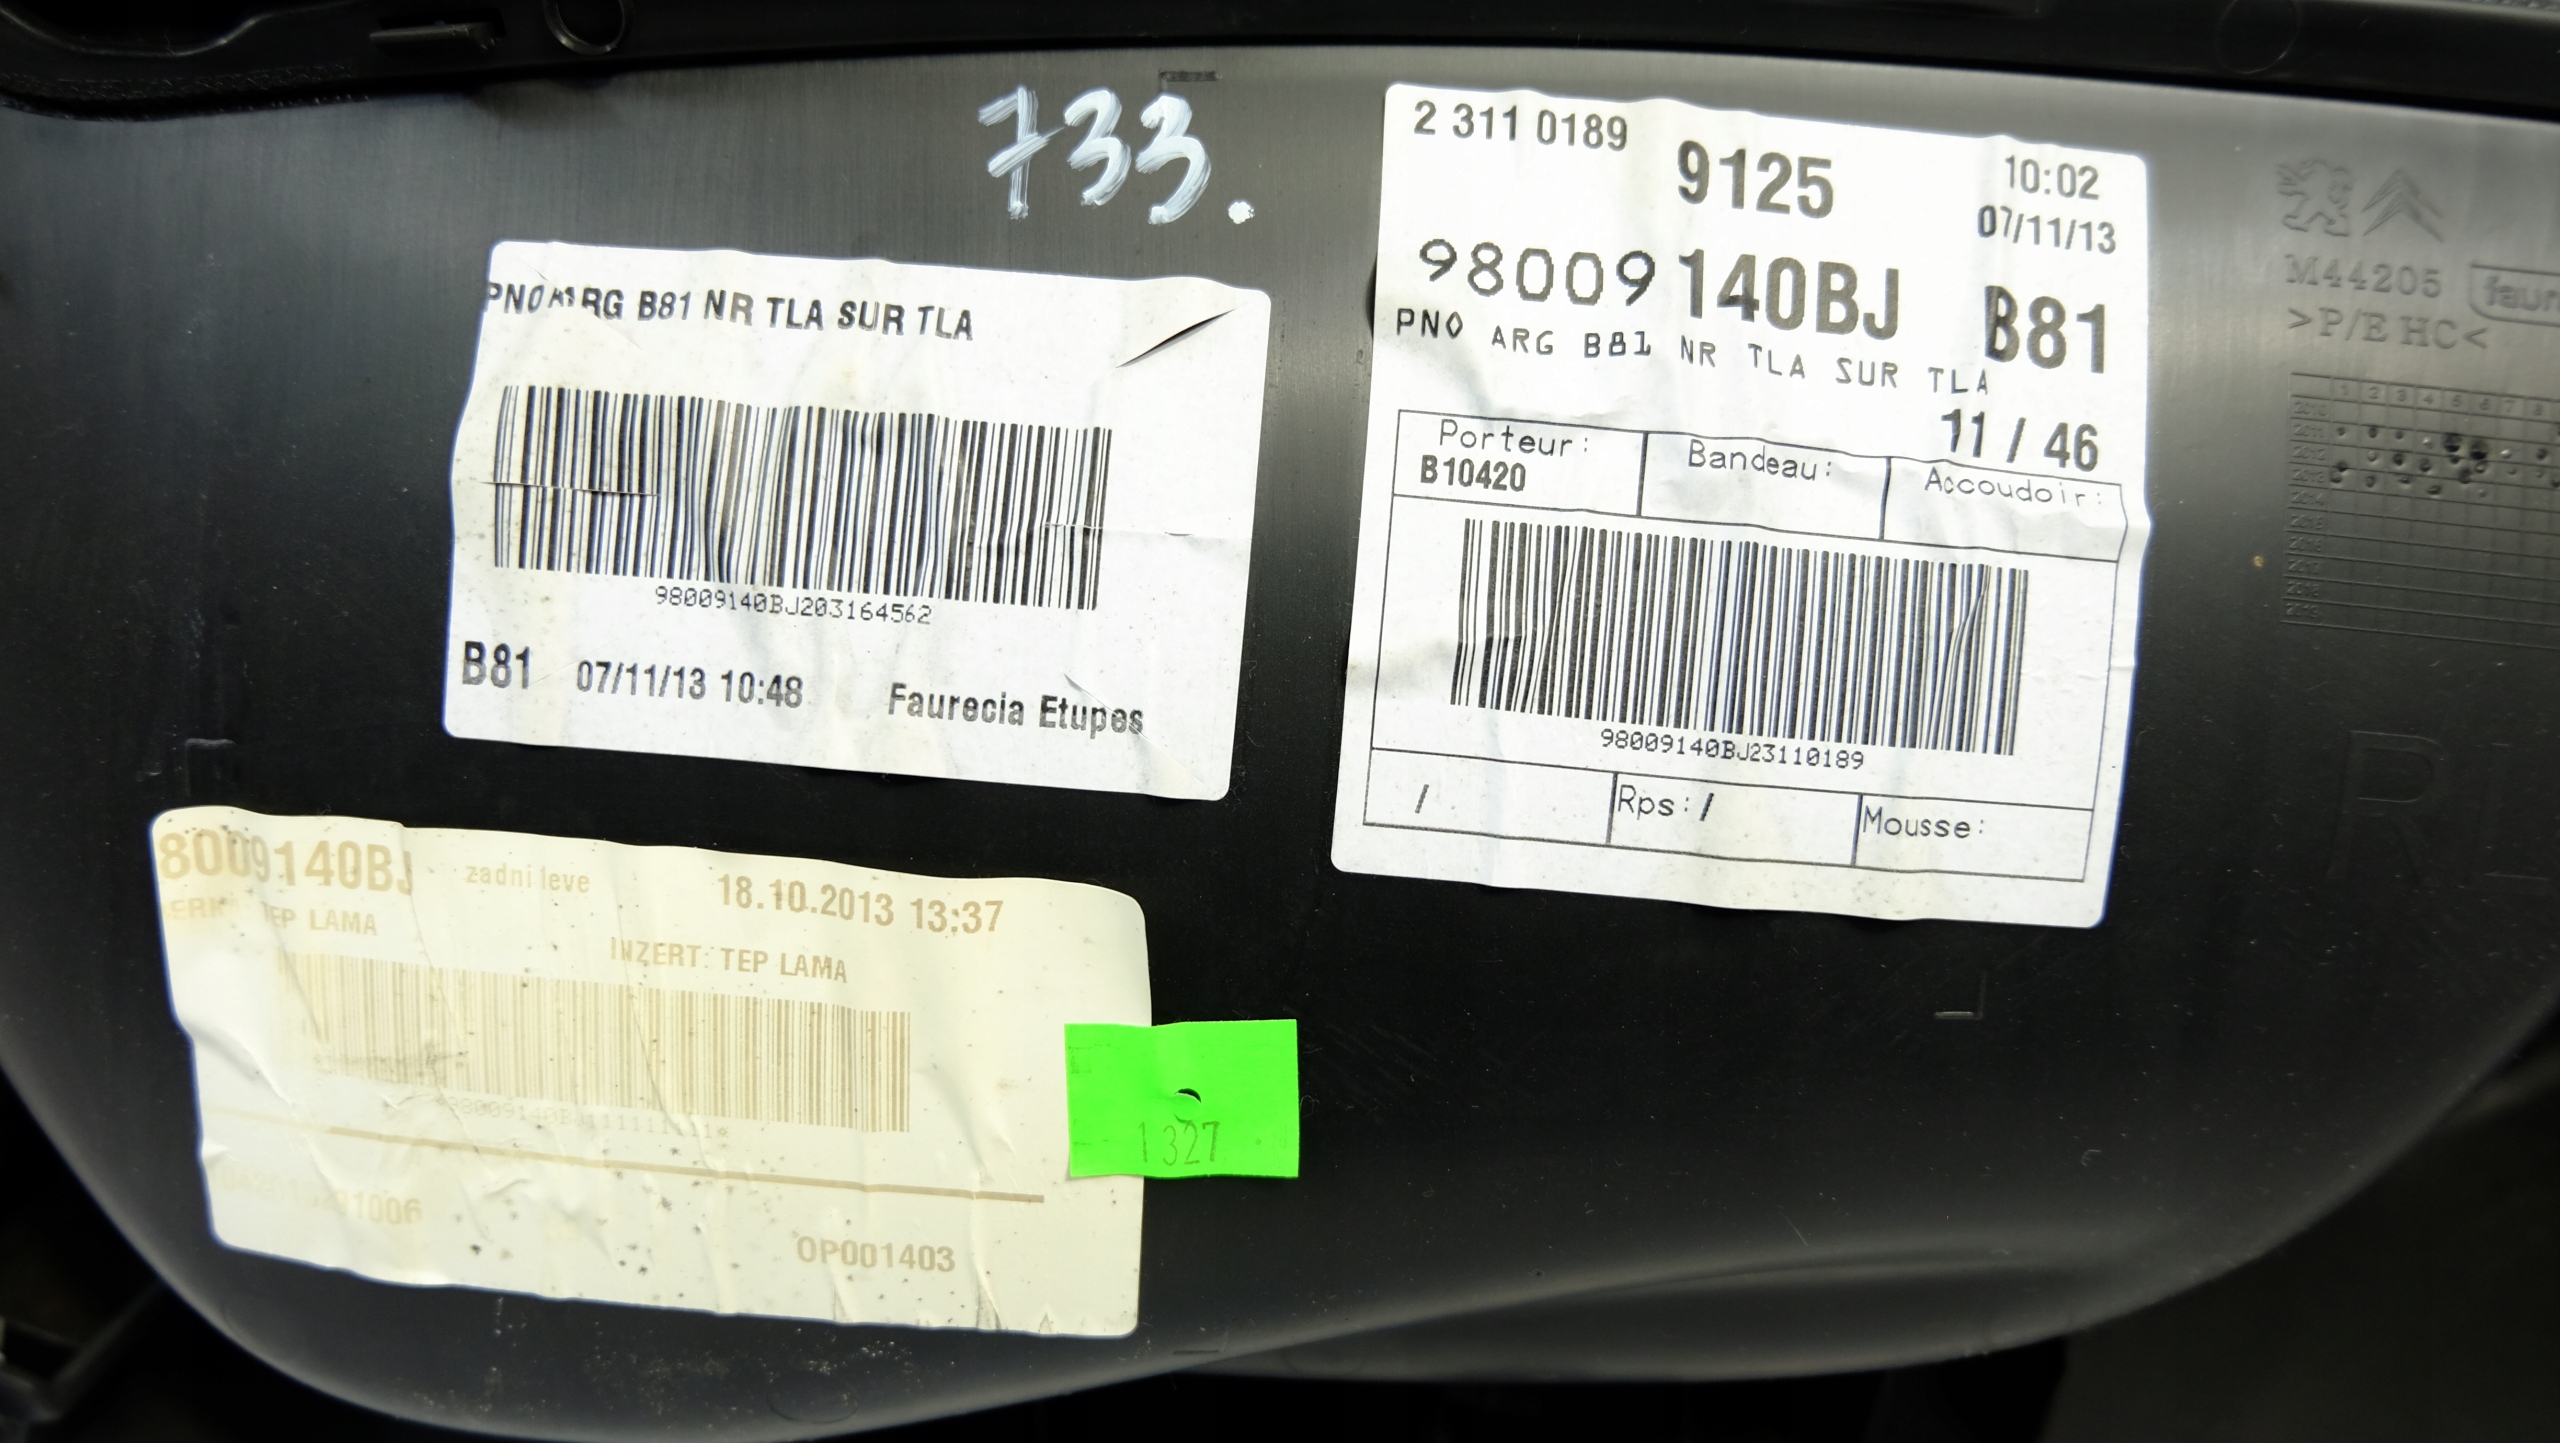 733.
PNO ARG B81 NR TLA SUR TLA
98009140BJ203164562
B81 07/11/13 10:48 Faurecia Etupes
2 311 0189 9125 10:02
07/11/13
98009140BJ B81
PNO ARG B81 NR TLA SUR TLA
11 / 46
Porteur: Bandeau: Accoudoir:
B10420
98009140BJ23110189
/ Rps: / Mousse:
M44205
>P/E HC<
8009140BJ zadni leve 18.10.2013 13:37
TEP LAMA
INZERT: TEP LAMA
OP001403
1327